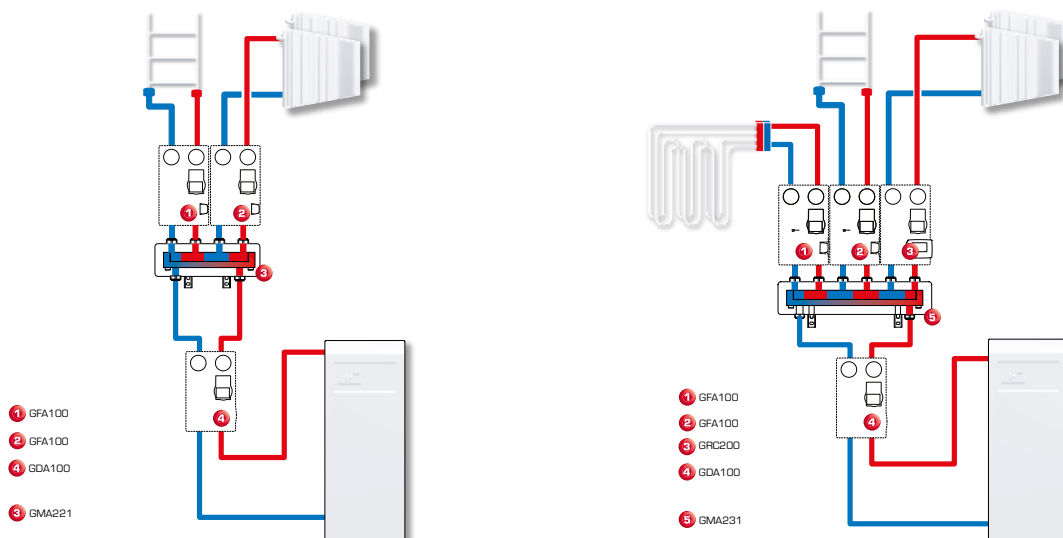 1
2
3
4
1 GFA100
2 GFA100
4 GDA100
3 GMA221
1
2
3
5
4
1 GFA100
2 GFA100
3 GRC200
4 GDA100
5 GMA231